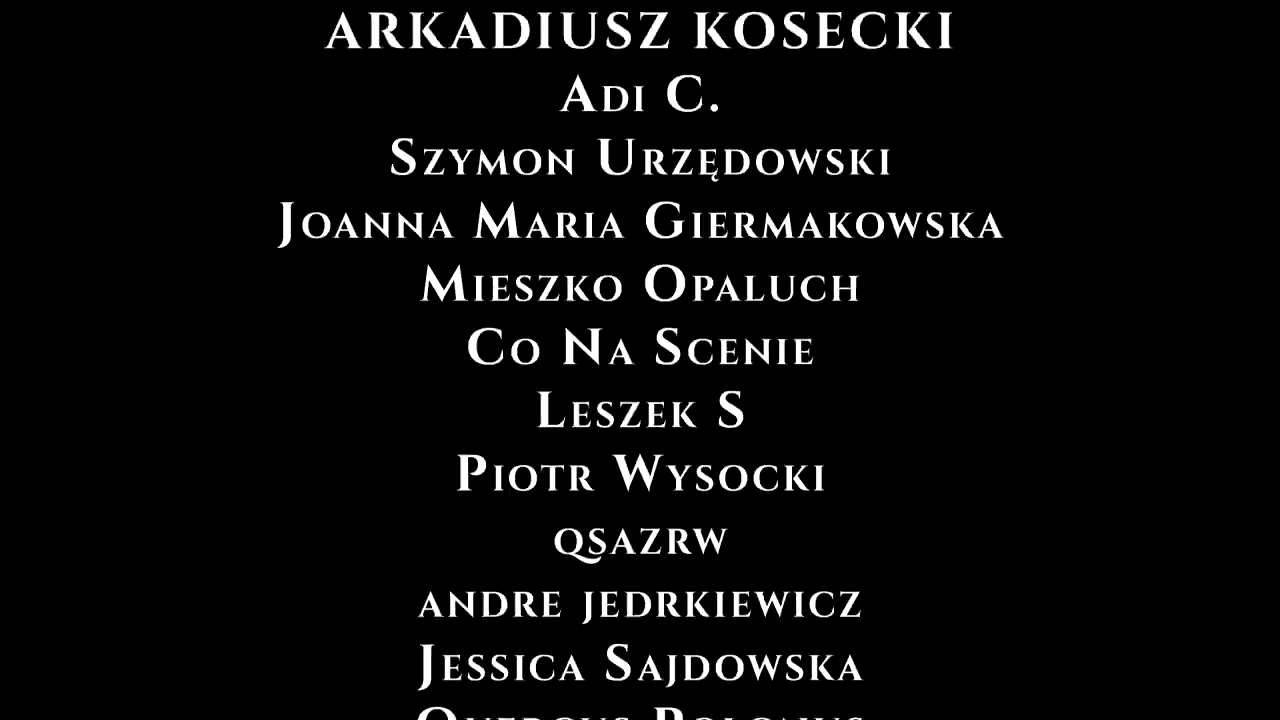 ARKADIUSZ KOSECKI
Adi C.
Szymon Urzędowski
Joanna Maria Giermakowska
Mieszko Opaluch
Co Na Scenie
Leszek S
Piotr Wysocki
qsazrw
andre jedrkiewicz
Jessica Sajdowska